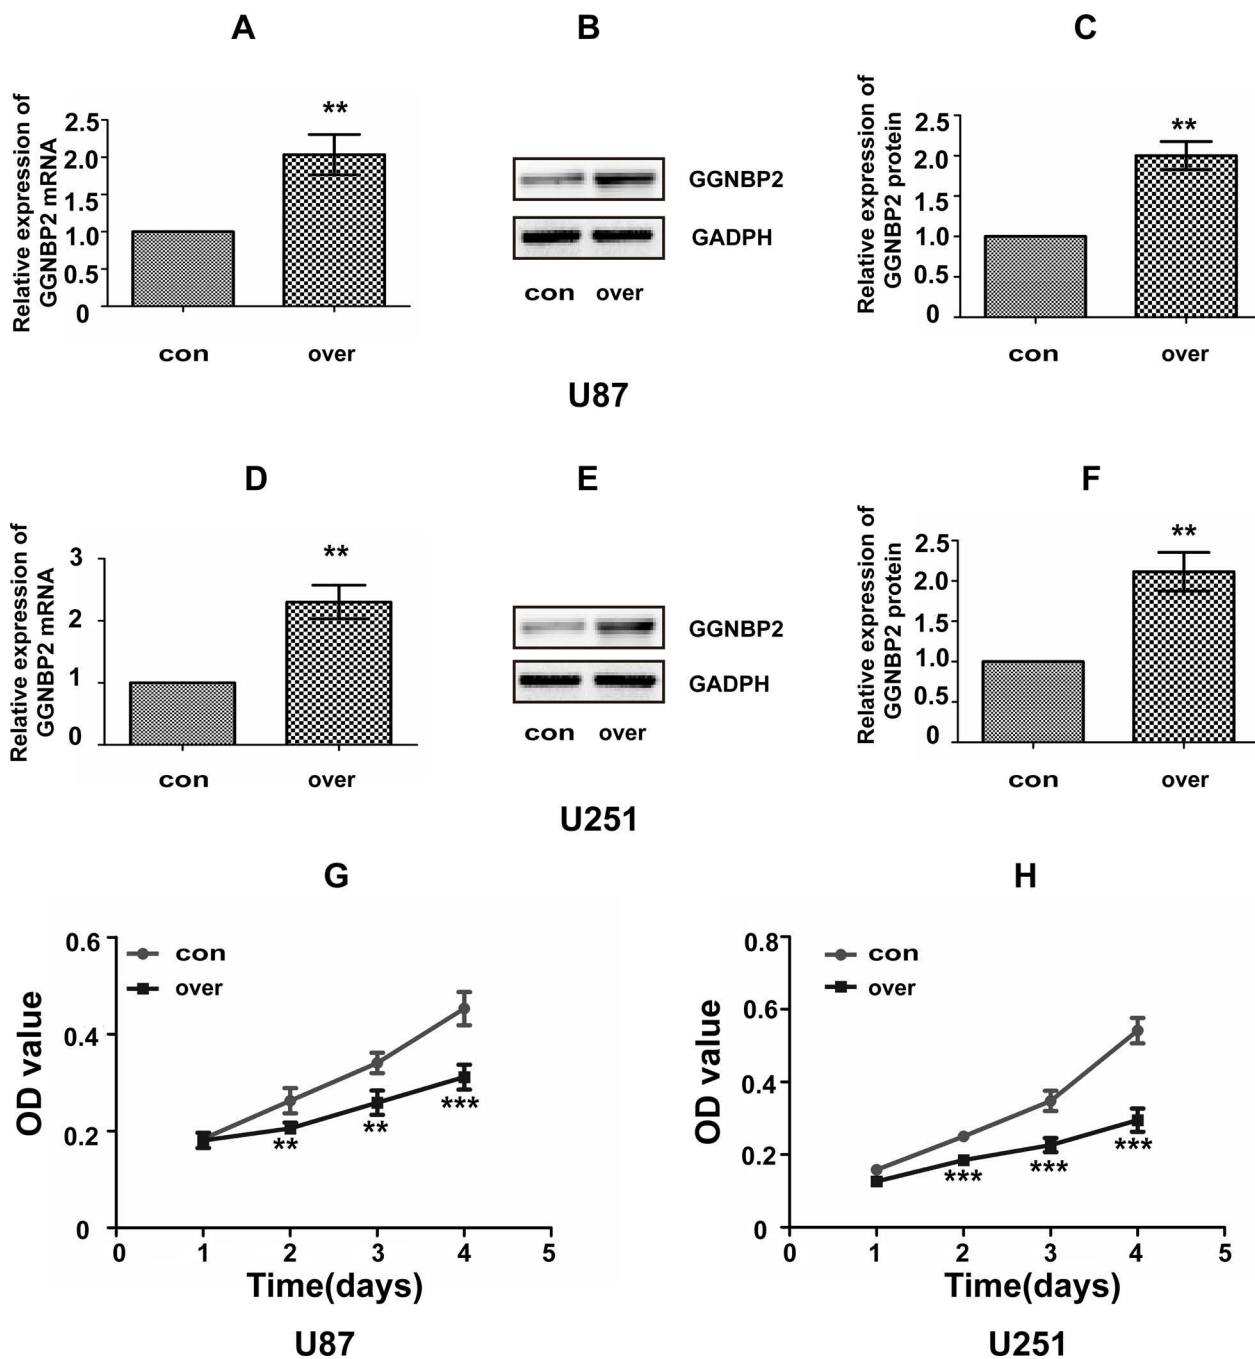 A
B
C
Relative expression of
GGNBP2 mRNA
2.5
2.0
1.5
1.0
0.5
0
**
con
over
GGNBP2
GADPH
con over
Relative expression of
GGNBP2 protein
2.5
2.0
1.5
1.0
0.5
0
**
con
over
U87
D
E
F
Relative expression of
GGNBP2 mRNA
3
2
1
0
**
con
over
GGNBP2
GADPH
con over
Relative expression of
GGNBP2 protein
2.5
2.0
1.5
1.0
0.5
0
**
con
over
U251
G
H
OD value
0.6
0.4
0.2
0
con
over
**
**
***
0 1 2 3 4 5
Time(days)
U87
OD value
0.8
0.6
0.4
0.2
0
con
over
***
***
***
0 1 2 3 4 5
Time(days)
U251